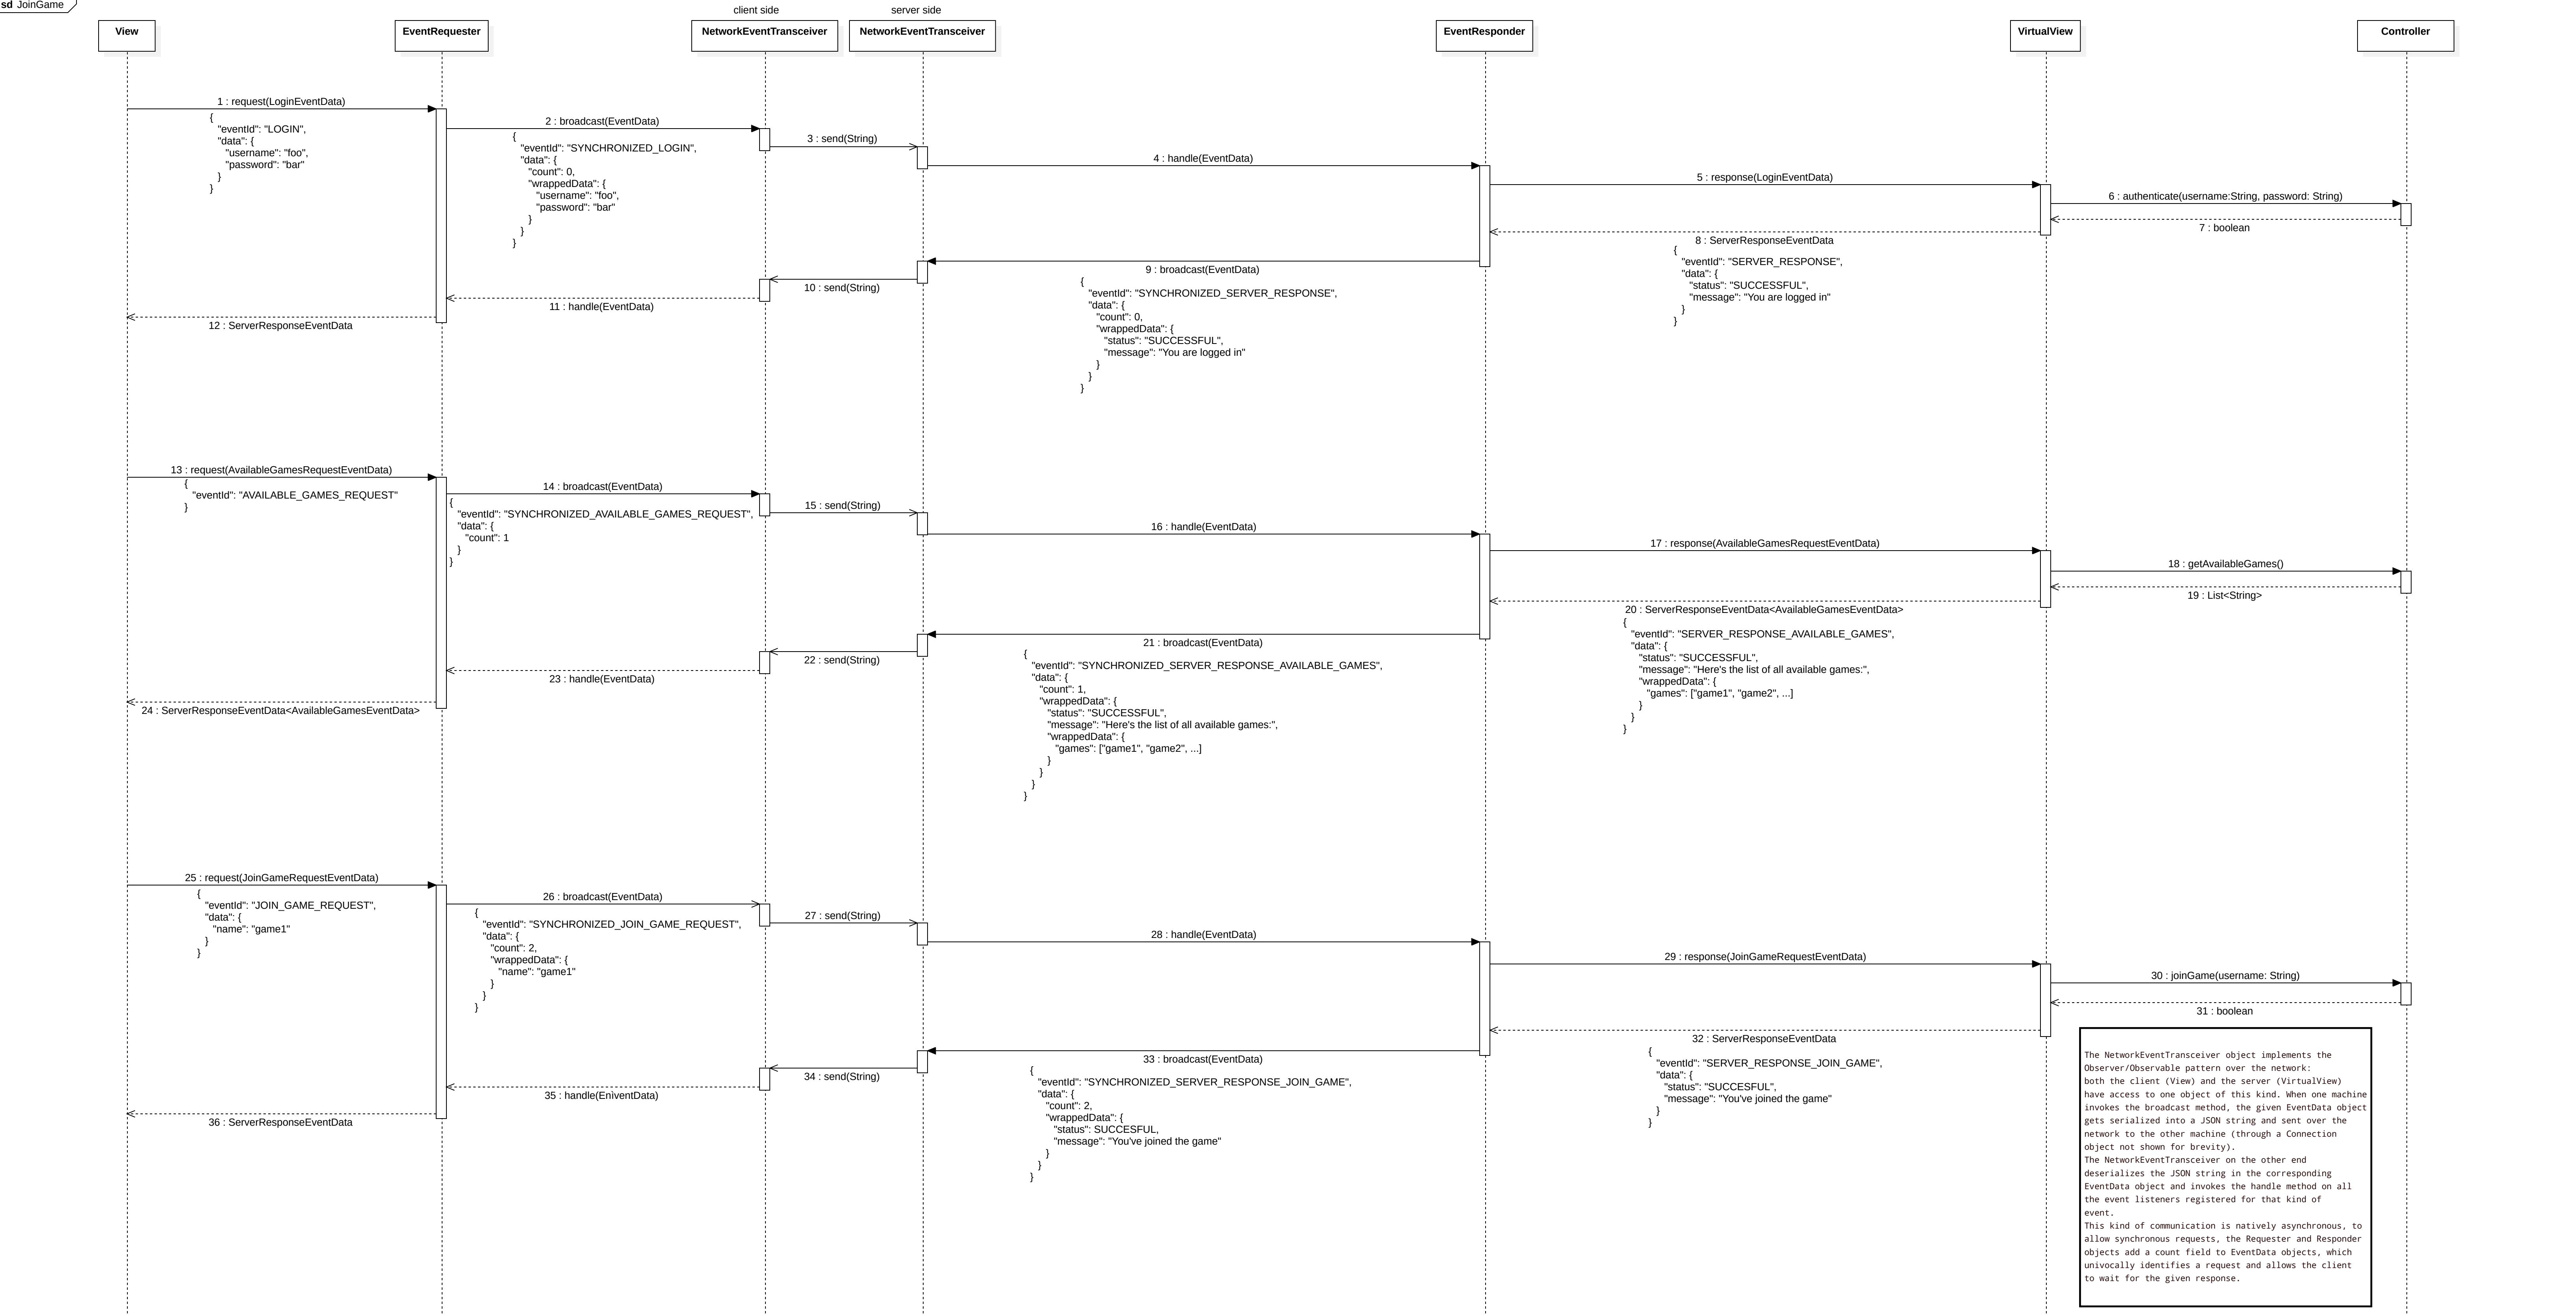 sd JoinGame
client side
server side
View
EventRequester
NetworkEventTransceiver
NetworkEventTransceiver
EventResponder
VirtualView
Controller
1 : request(LoginEventData)
{
"eventId": "LOGIN",
"data": {
"username": "foo",
"password": "bar"
}
}
2 : broadcast(EventData)
{
"eventId": "SYNCHRONIZED_LOGIN",
"data": {
"count": 0,
"wrappedData": {
"username": "foo",
"password": "bar"
}
}
}
3 : send(String)
4 : handle(EventData)
5 : response(LoginEventData)
6 : authenticate(username:String, password: String)
7 : boolean
8 : ServerResponseEventData
{
"eventId": "SERVER_RESPONSE",
"data": {
"status": "SUCCESSFUL",
"message": "You are logged in"
}
}
9 : broadcast(EventData)
{
"eventId": "SYNCHRONIZED_SERVER_RESPONSE",
"data": {
"count": 0,
"wrappedData": {
"status": "SUCCESSFUL",
"message": "You are logged in"
}
}
}
10 : send(String)
11 : handle(EventData)
12 : ServerResponseEventData
13 : request(AvailableGamesRequestEventData)
{
"eventId": "AVAILABLE_GAMES_REQUEST"
}
14 : broadcast(EventData)
{
"eventId": "SYNCHRONIZED_AVAILABLE_GAMES_REQUEST",
"data": {
"count": 1
}
}
15 : send(String)
16 : handle(EventData)
17 : response(AvailableGamesRequestEventData)
18 : getAvailableGames()
19 : List<String>
20 : ServerResponseEventData<AvailableGamesEventData>
{
"eventId": "SERVER_RESPONSE_AVAILABLE_GAMES",
"data": {
"status": "SUCCESSFUL",
"message": "Here's the list of all available games:",
"wrappedData": {
"games": ["game1", "game2", ...]
}
}
}
21 : broadcast(EventData)
{
"eventId": "SYNCHRONIZED_SERVER_RESPONSE_AVAILABLE_GAMES",
"data": {
"count": 1,
"wrappedData": {
"status": "SUCCESSFUL",
"message": "Here's the list of all available games:",
"wrappedData": {
"games": ["game1", "game2", ...]
}
}
}
}
22 : send(String)
23 : handle(EventData)
24 : ServerResponseEventData<AvailableGamesEventData>
25 : request(JoinGameRequestEventData)
{
"eventId": "JOIN_GAME_REQUEST",
"data": {
"name": "game1"
}
}
26 : broadcast(EventData)
{
"eventId": "SYNCHRONIZED_JOIN_GAME_REQUEST",
"data": {
"count": 2,
"wrappedData": {
"name": "game1"
}
}
}
27 : send(String)
28 : handle(EventData)
29 : response(JoinGameRequestEventData)
30 : joinGame(username: String)
31 : boolean
32 : ServerResponseEventData
{
"eventId": "SERVER_RESPONSE_JOIN_GAME",
"data": {
"status": "SUCCESFUL",
"message": "You've joined the game"
}
}
33 : broadcast(EventData)
{
"eventId": "SYNCHRONIZED_SERVER_RESPONSE_JOIN_GAME",
"data": {
"count": 2,
"wrappedData": {
"status": SUCCESFUL,
"message": "You've joined the game"
}
}
}
34 : send(String)
35 : handle(EniventData)
36 : ServerResponseEventData
The NetworkEventTransceiver object implements the
Observer/Observable pattern over the network:
both the client (View) and the server (VirtualView)
have access to one object of this kind. When one machine
invokes the broadcast method, the given EventData object
gets serialized into a JSON string and sent over the
network to the other machine (through a Connection
object not shown for brevity).
The NetworkEventTransceiver on the other end
deserializes the JSON string in the corresponding
EventData object and invokes the handle method on all
the event listeners registered for that kind of
event.
This kind of communication is natively asynchronous, to
allow synchronous requests, the Requester and Responder
objects add a count field to EventData objects, which
univocally identifies a request and allows the client
to wait for the given response.